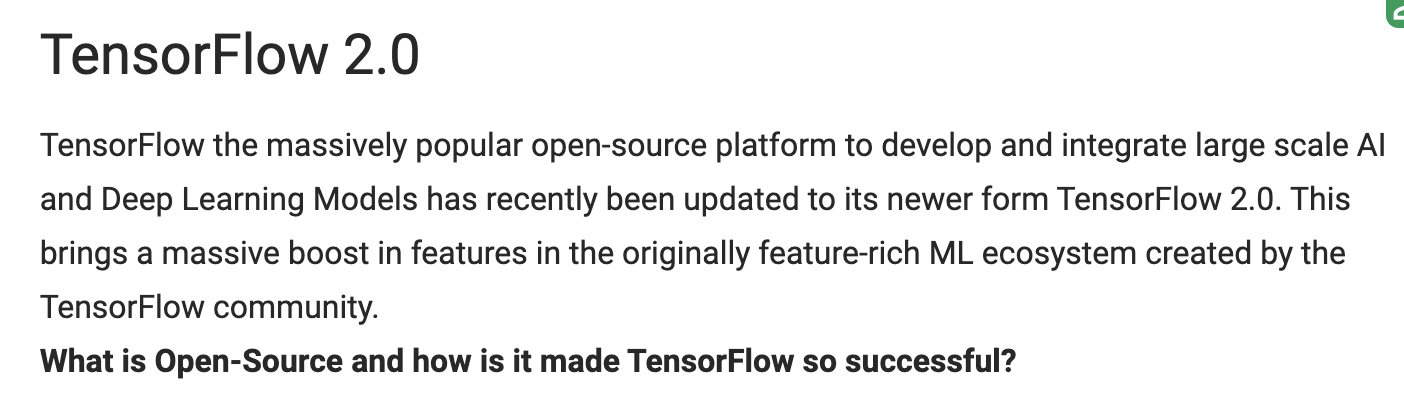 TensorFlow 2.0
TensorFlow the massively popular open-source platform to develop and integrate large scale AI
and Deep Learning Models has recently been updated to its newer form TensorFlow 2.0. This
brings a massive boost in features in the originally feature-rich ML ecosystem created by the
TensorFlow community.
What is Open-Source and how is it made TensorFlow so successful?